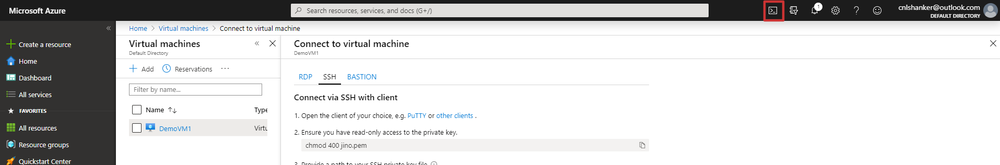 Microsoft Azure
Search resources, services, and docs (G+/)
1
cnlshanker@outlook.com
DEFAULT DIRECTORY
«
Create a resource
Home
Dashboard
All services
FAVORITES
All resources
Resource groups
Quickstart Center
Home > Virtual machines > Connect to virtual machine
Virtual machines
«
Default Directory
Add
Reservations
...
Filter by name...
Name ↑↓ Type
DemoVM1 Virtu
Connect to virtual machine
DemoVM1
RDP SSH BASTION
Connect via SSH with client
1. Open the client of your choice, e.g. PuTTY or other clients .
2. Ensure you have read-only access to the private key.
chmod 400 jino.pem
3. Provide a path to your SSH private key file.